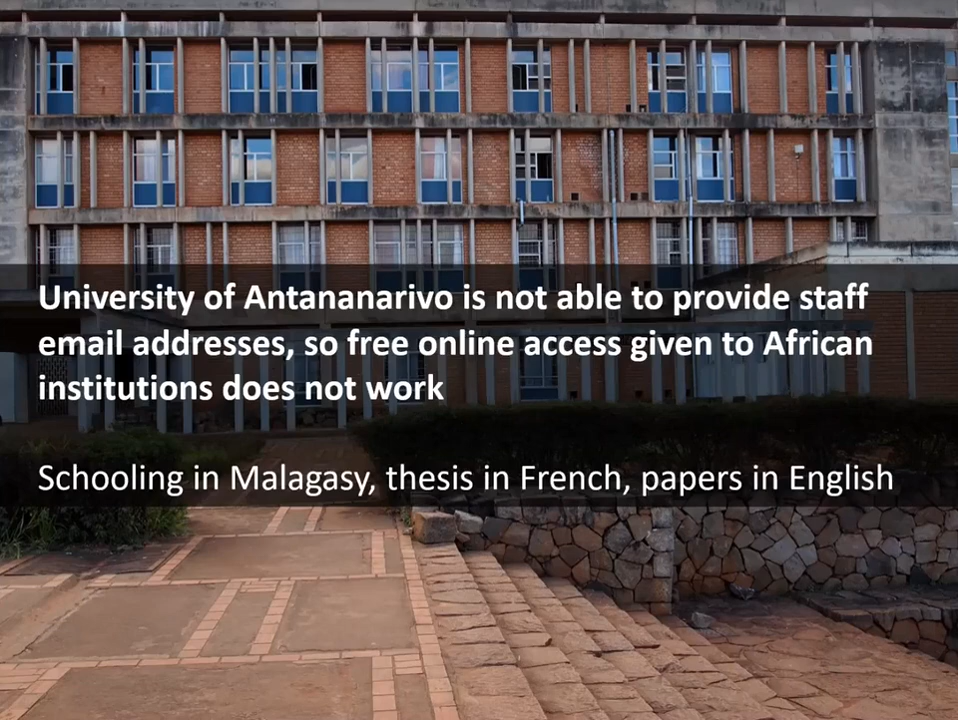 University of Antananarivo is not able to provide staff
email addresses, so free online access given to African
institutions does not work
Schooling in Malagasy, thesis in French, papers in English